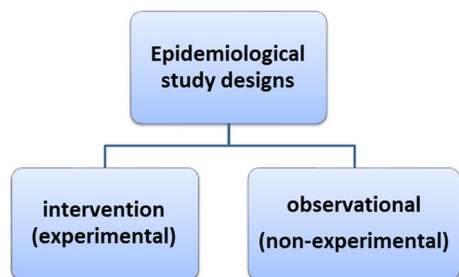 Epidemiological
study designs
intervention
(experimental)
observational
(non-experimental)